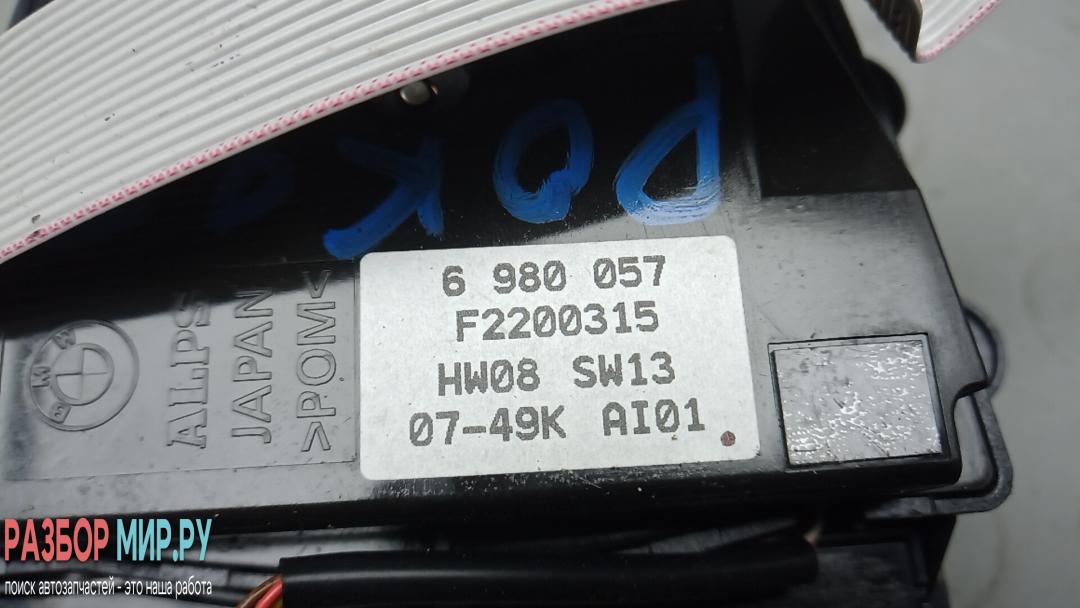 РОК
6 980 057
F2200315
HW08 SW13
07-49K AI01
BMW
ALPS
JAPAN
>POM<
РАЗБОР МИР.РУ
поиск автозапчастей - это наша работа